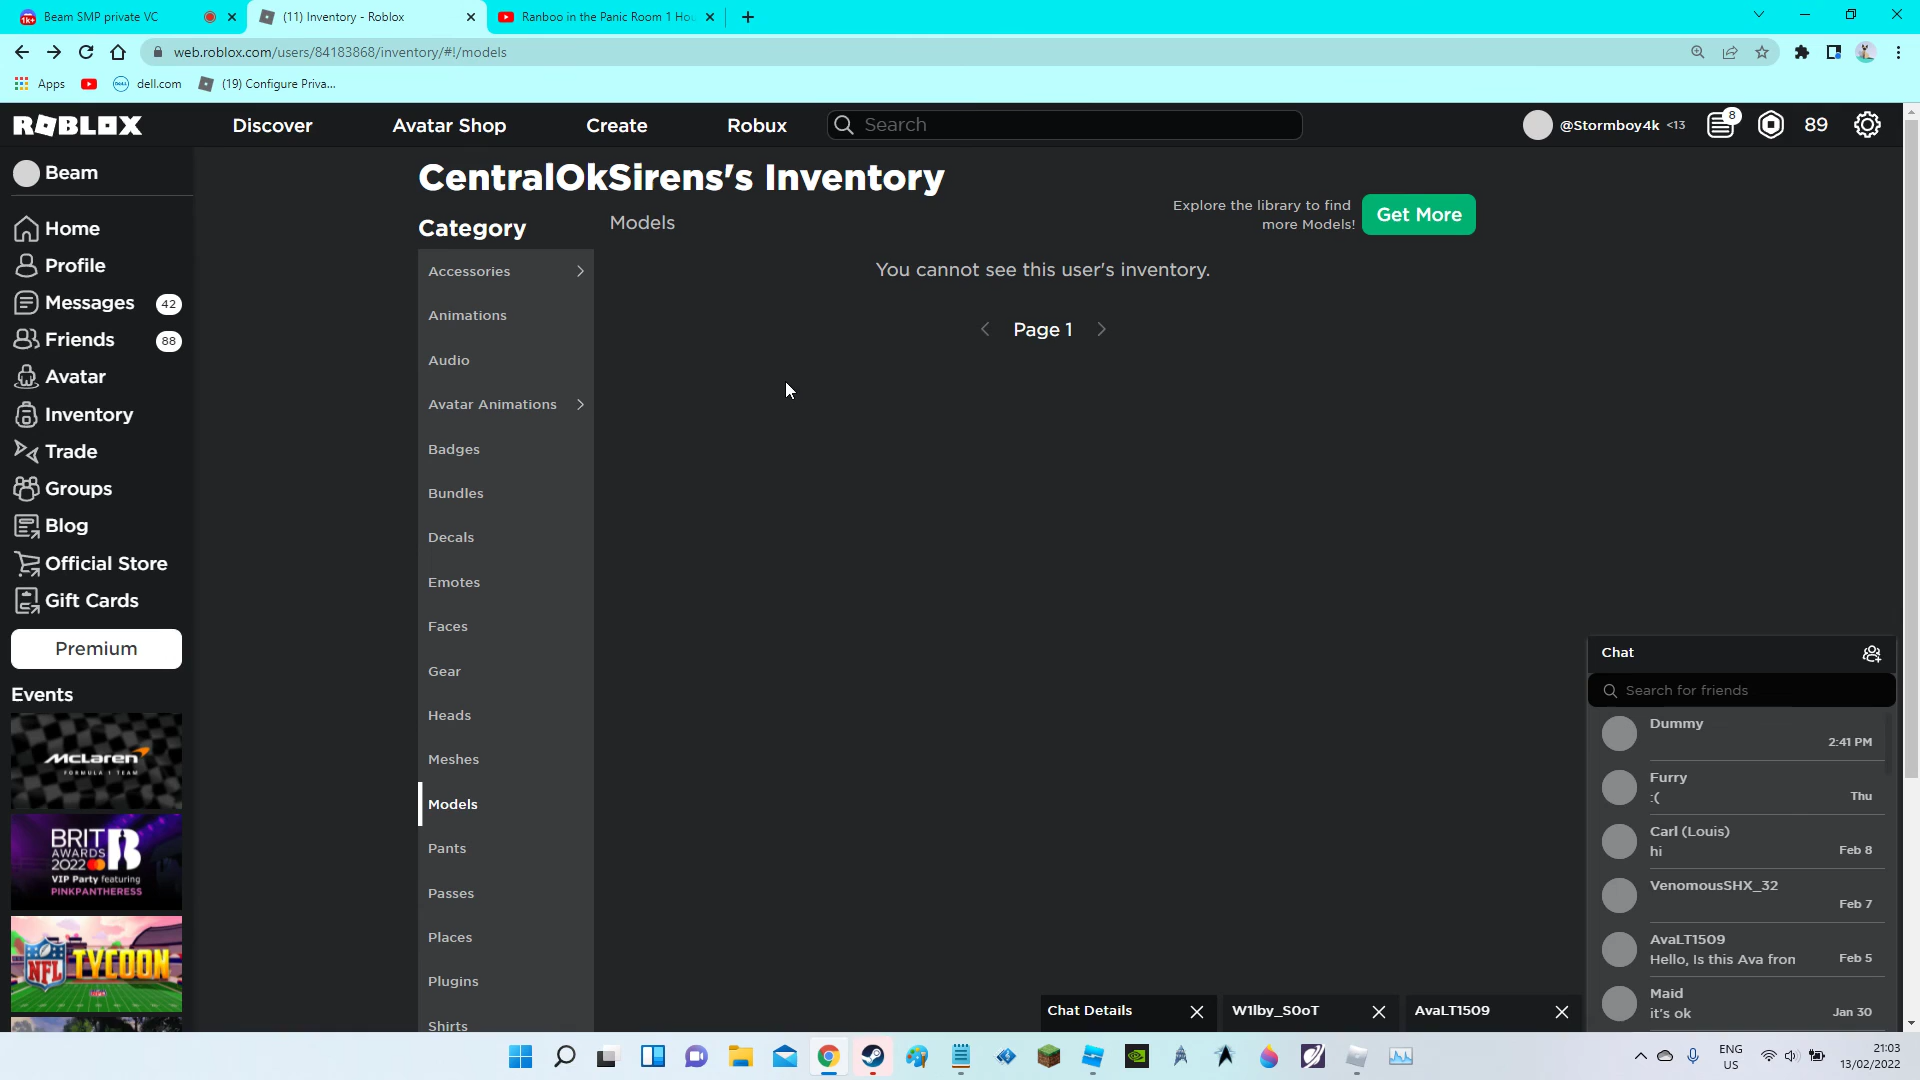 Beam SMP private VC
(11) Inventory - Roblox
Ranboo in the Panic Room 1 Hou
web.roblox.com/users/84183868/inventory/#!/models
Apps
dell.com
(19) Configure Priva...
ROBLOX
Discover
Avatar Shop
Create
Robux
Search
@Stormboy4k <13
8
89
Beam
Home
Profile
Messages 42
Friends 88
Avatar
Inventory
Trade
Groups
Blog
Official Store
Gift Cards
Premium
Events
McLaren
FORMULA 1 TEAM
BRIT
AWARDS
2022
VIP Party featuring
PINKPANTHERESS
NFL TYCOON
CentralOkSirens's Inventory
Category
Accessories
Animations
Audio
Avatar Animations
Badges
Bundles
Decals
Emotes
Faces
Gear
Heads
Meshes
Models
Pants
Passes
Places
Plugins
Shirts
Models
Explore the library to find
more Models!
Get More
You cannot see this user's inventory.
Page 1
Chat
Search for friends
Dummy
2:41 PM
Furry
:( Thu
Carl (Louis)
hi Feb 8
VenomousSHX_32
Feb 7
AvaLT1509
Hello, Is this Ava fron Feb 5
Maid
it's ok Jan 30
Chat Details
W1lby_S0oT
AvaLT1509
ENG
US
21:03
13/02/2022